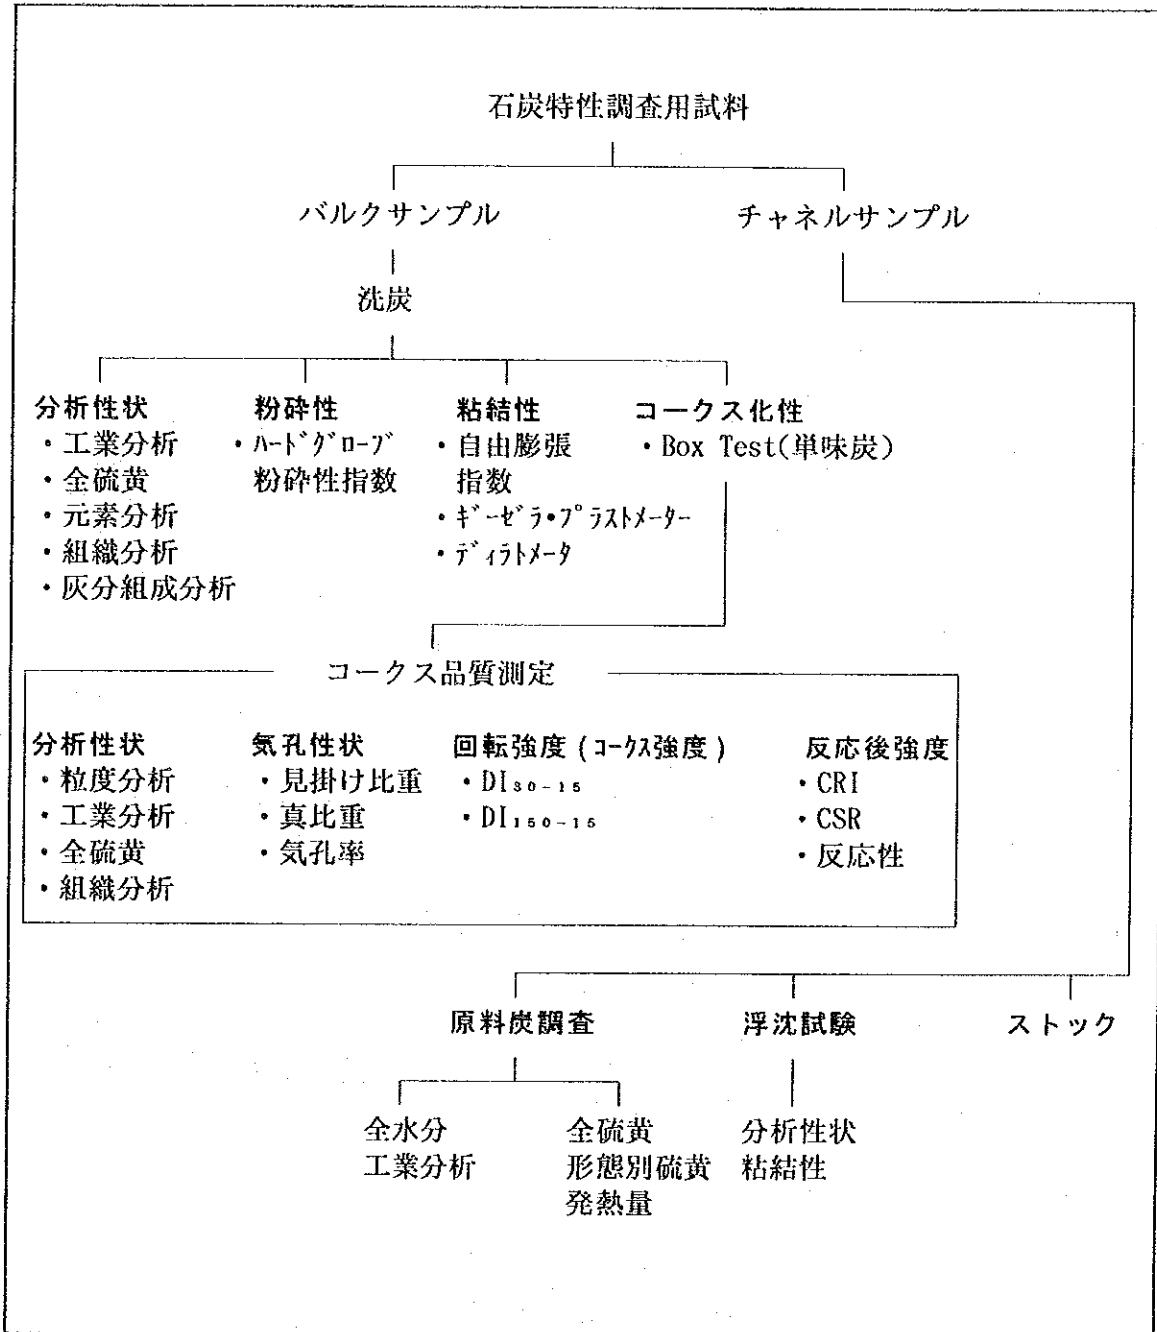 石炭特性調査用試料
バルクサンプル
チャネルサンプル
洗炭
分析性状
・工業分析
・全硫黄
・元素分析
・組織分析
・灰分組成分析
粉砕性
・ﾊｰﾄﾞｸﾞﾛｰﾌﾞ
粉砕性指数
粘結性
・自由膨張
指数
・ｷﾞｰｾﾞﾗ・ﾌﾟﾗｽﾄﾒｰﾀｰ
・ﾃﾞｨﾗﾄﾒｰﾀ
コークス化性
・Box Test(単味炭)
コークス品質測定
分析性状
・粒度分析
・工業分析
・全硫黄
・組織分析
気孔性状
・見掛け比重
・真比重
・気孔率
回転強度(ｺｰｸｽ強度)
・DI₃₀₋₁₅
・DI₁₅₀₋₁₅
反応後強度
・CRI
・CSR
・反応性
原料炭調査
浮沈試験
ストック
全水分
工業分析
全硫黄
形態別硫黄
発熱量
分析性状
粘結性